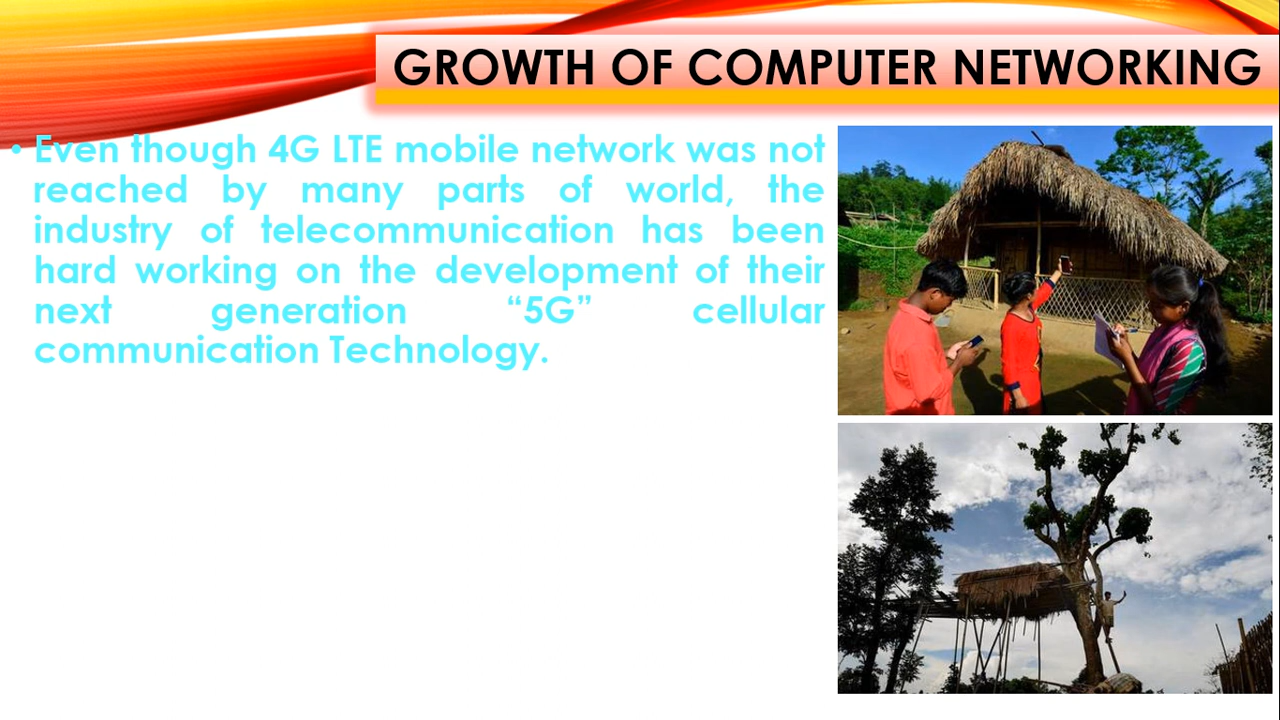 GROWTH OF COMPUTER NETWORKING
• Even though 4G LTE mobile network was not
reached by many parts of world, the
industry of telecommunication has been
hard working on the development of their
next generation “5G” cellular
communication Technology.